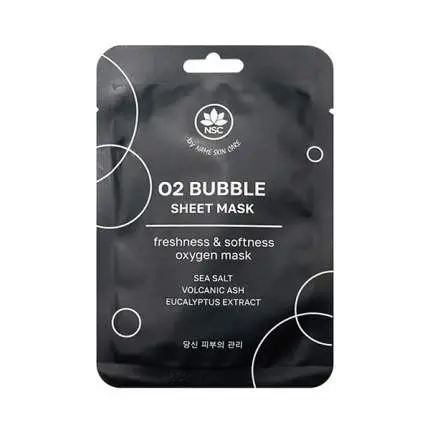 NSC
by NAME SKIN CARE
O2 BUBBLE
SHEET MASK
freshness & softness
oxygen mask
SEA SALT
VOLCANIC ASH
EUCALYPTUS EXTRACT
당신 피부의 관리